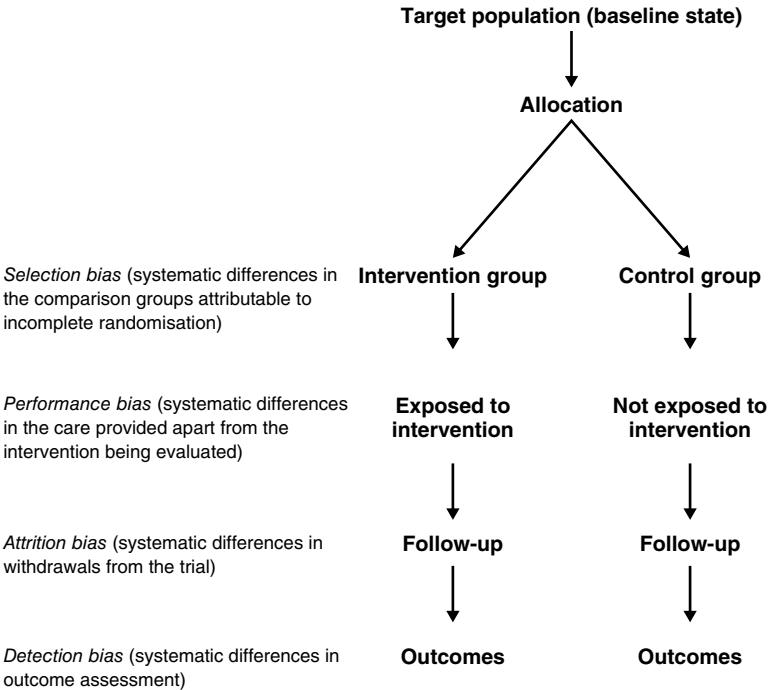 Target population (baseline state)
Allocation
Selection bias (systematic differences in
the comparison groups attributable to
incomplete randomisation)
Intervention group
Control group
Performance bias (systematic differences
in the care provided apart from the
intervention being evaluated)
Exposed to
intervention
Not exposed to
intervention
Attrition bias (systematic differences in
withdrawals from the trial)
Follow-up
Follow-up
Detection bias (systematic differences in
outcome assessment)
Outcomes
Outcomes